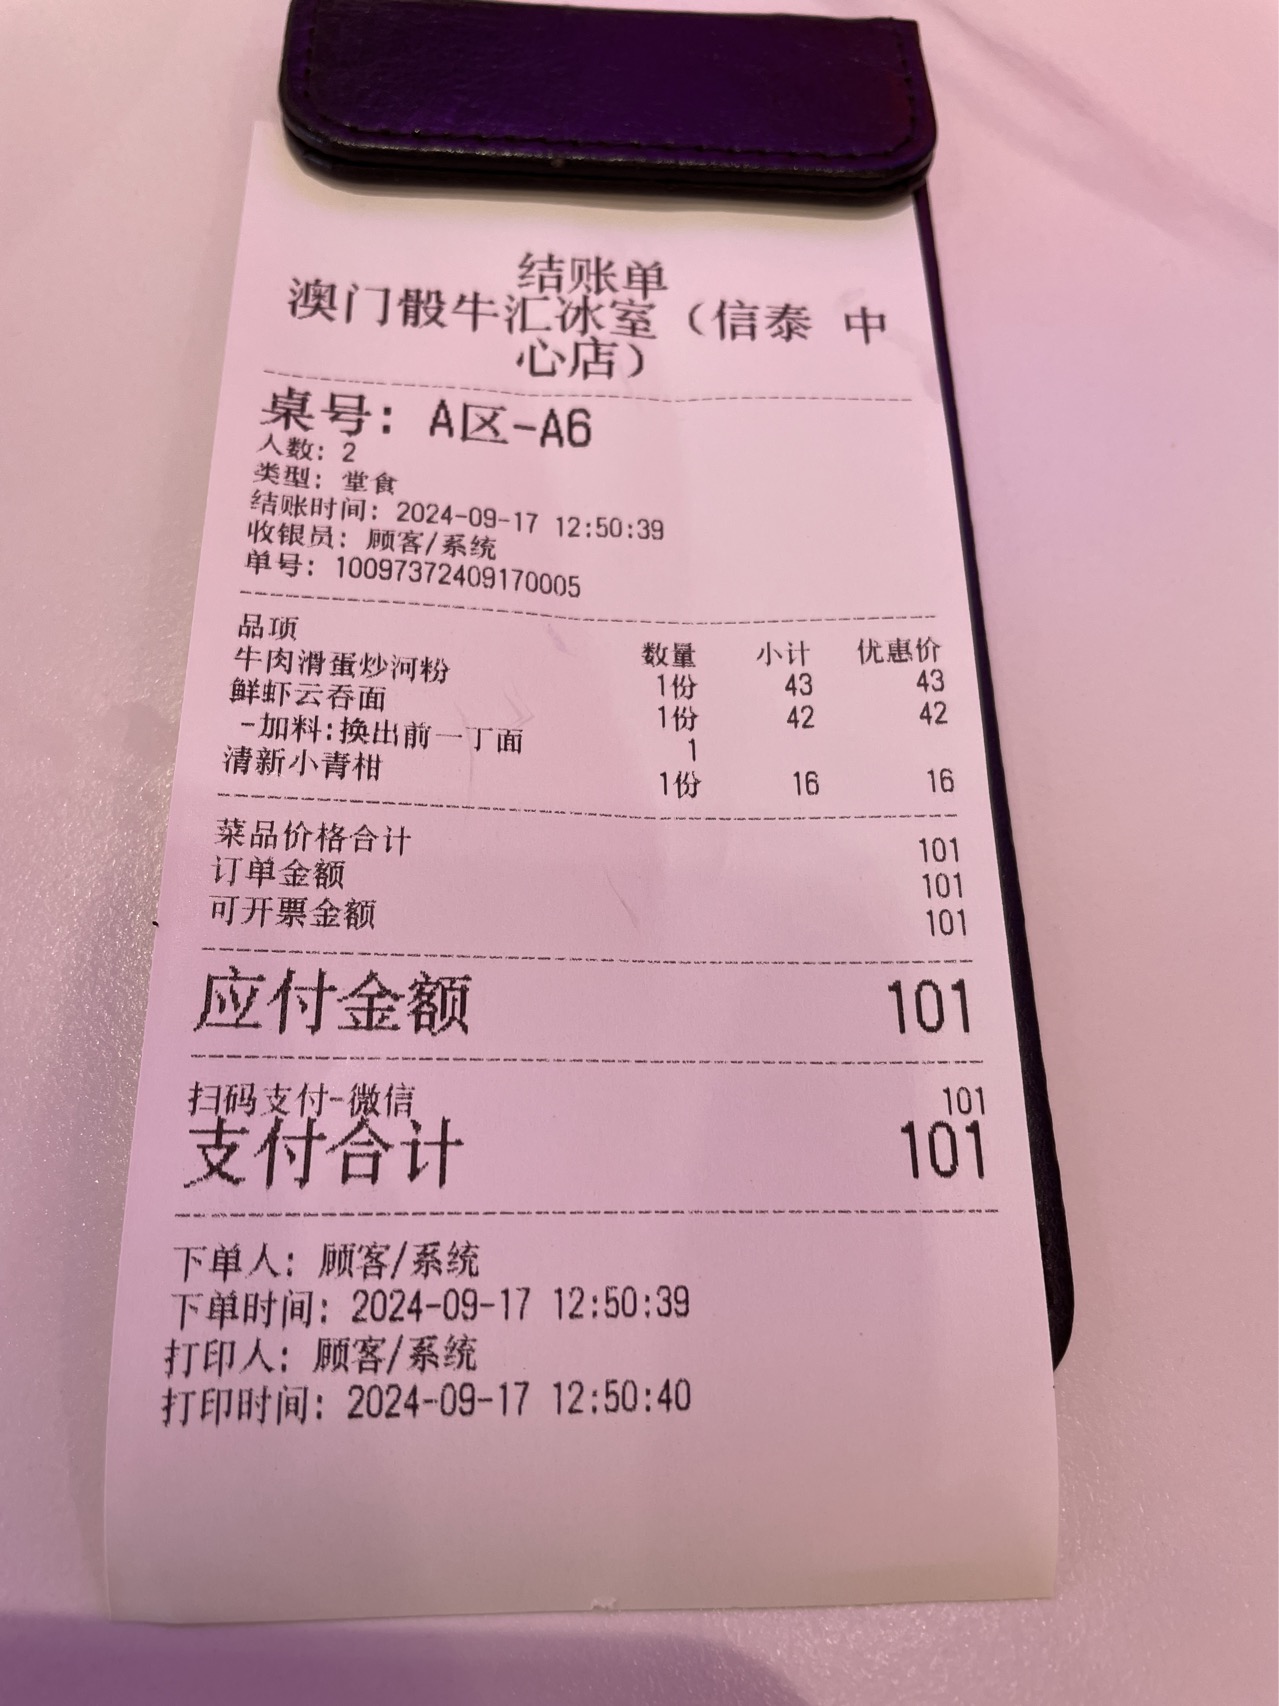 结账单
澳门骰牛汇冰室（信泰 中
心店）
桌号: A区-A6
人数: 2
类型: 堂食
结账时间: 2024-09-17 12:50:39
收银员: 顾客/系统
单号: 10097372409170005
品项 数量 小计 优惠价
牛肉滑蛋炒河粉 1份 43 43
鲜虾云吞面 1份 42 42
-加料:换出前一丁面 1
清新小青柑 1份 16 16
菜品价格合计 101
订单金额 101
可开票金额 101
应付金额 101
扫码支付-微信 101
支付合计 101
下单人: 顾客/系统
下单时间: 2024-09-17 12:50:39
打印人: 顾客/系统
打印时间: 2024-09-17 12:50:40